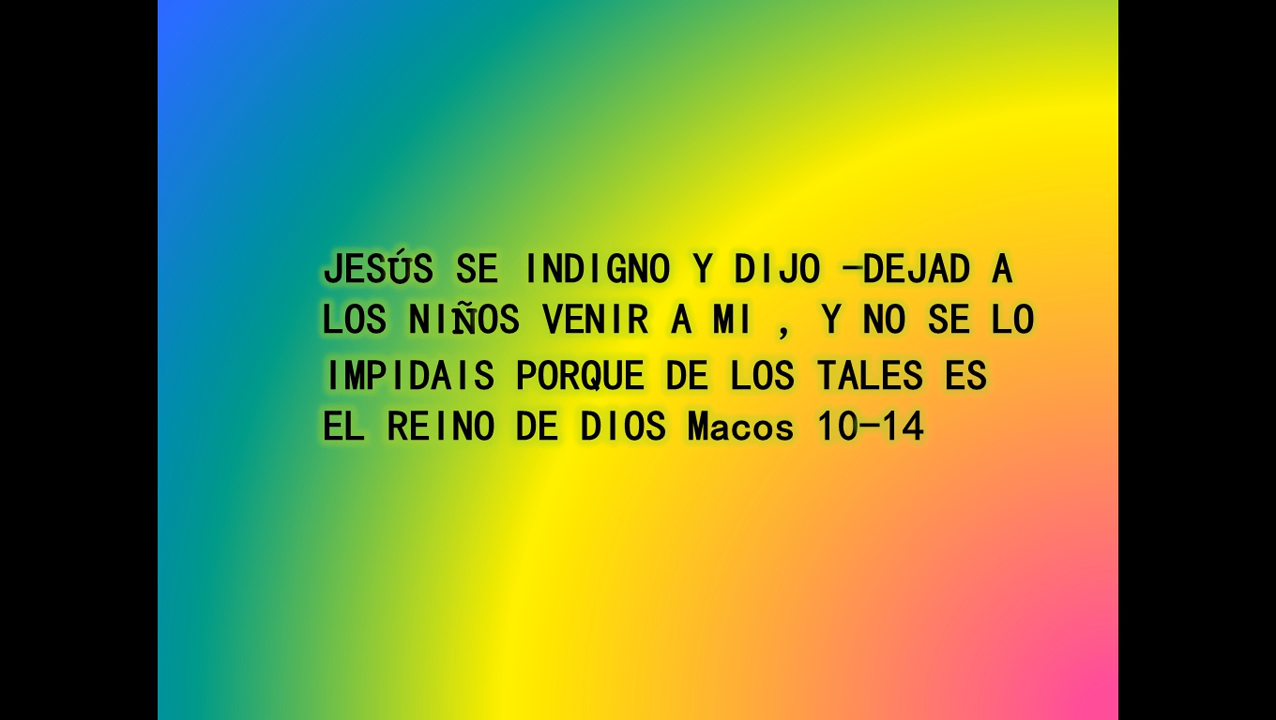 JESÚS SE INDIGNO Y DIJO -DEJAD A
LOS NIÑOS VENIR A MI , Y NO SE LO
IMPIDAIS PORQUE DE LOS TALES ES
EL REINO DE DIOS Macos 10-14